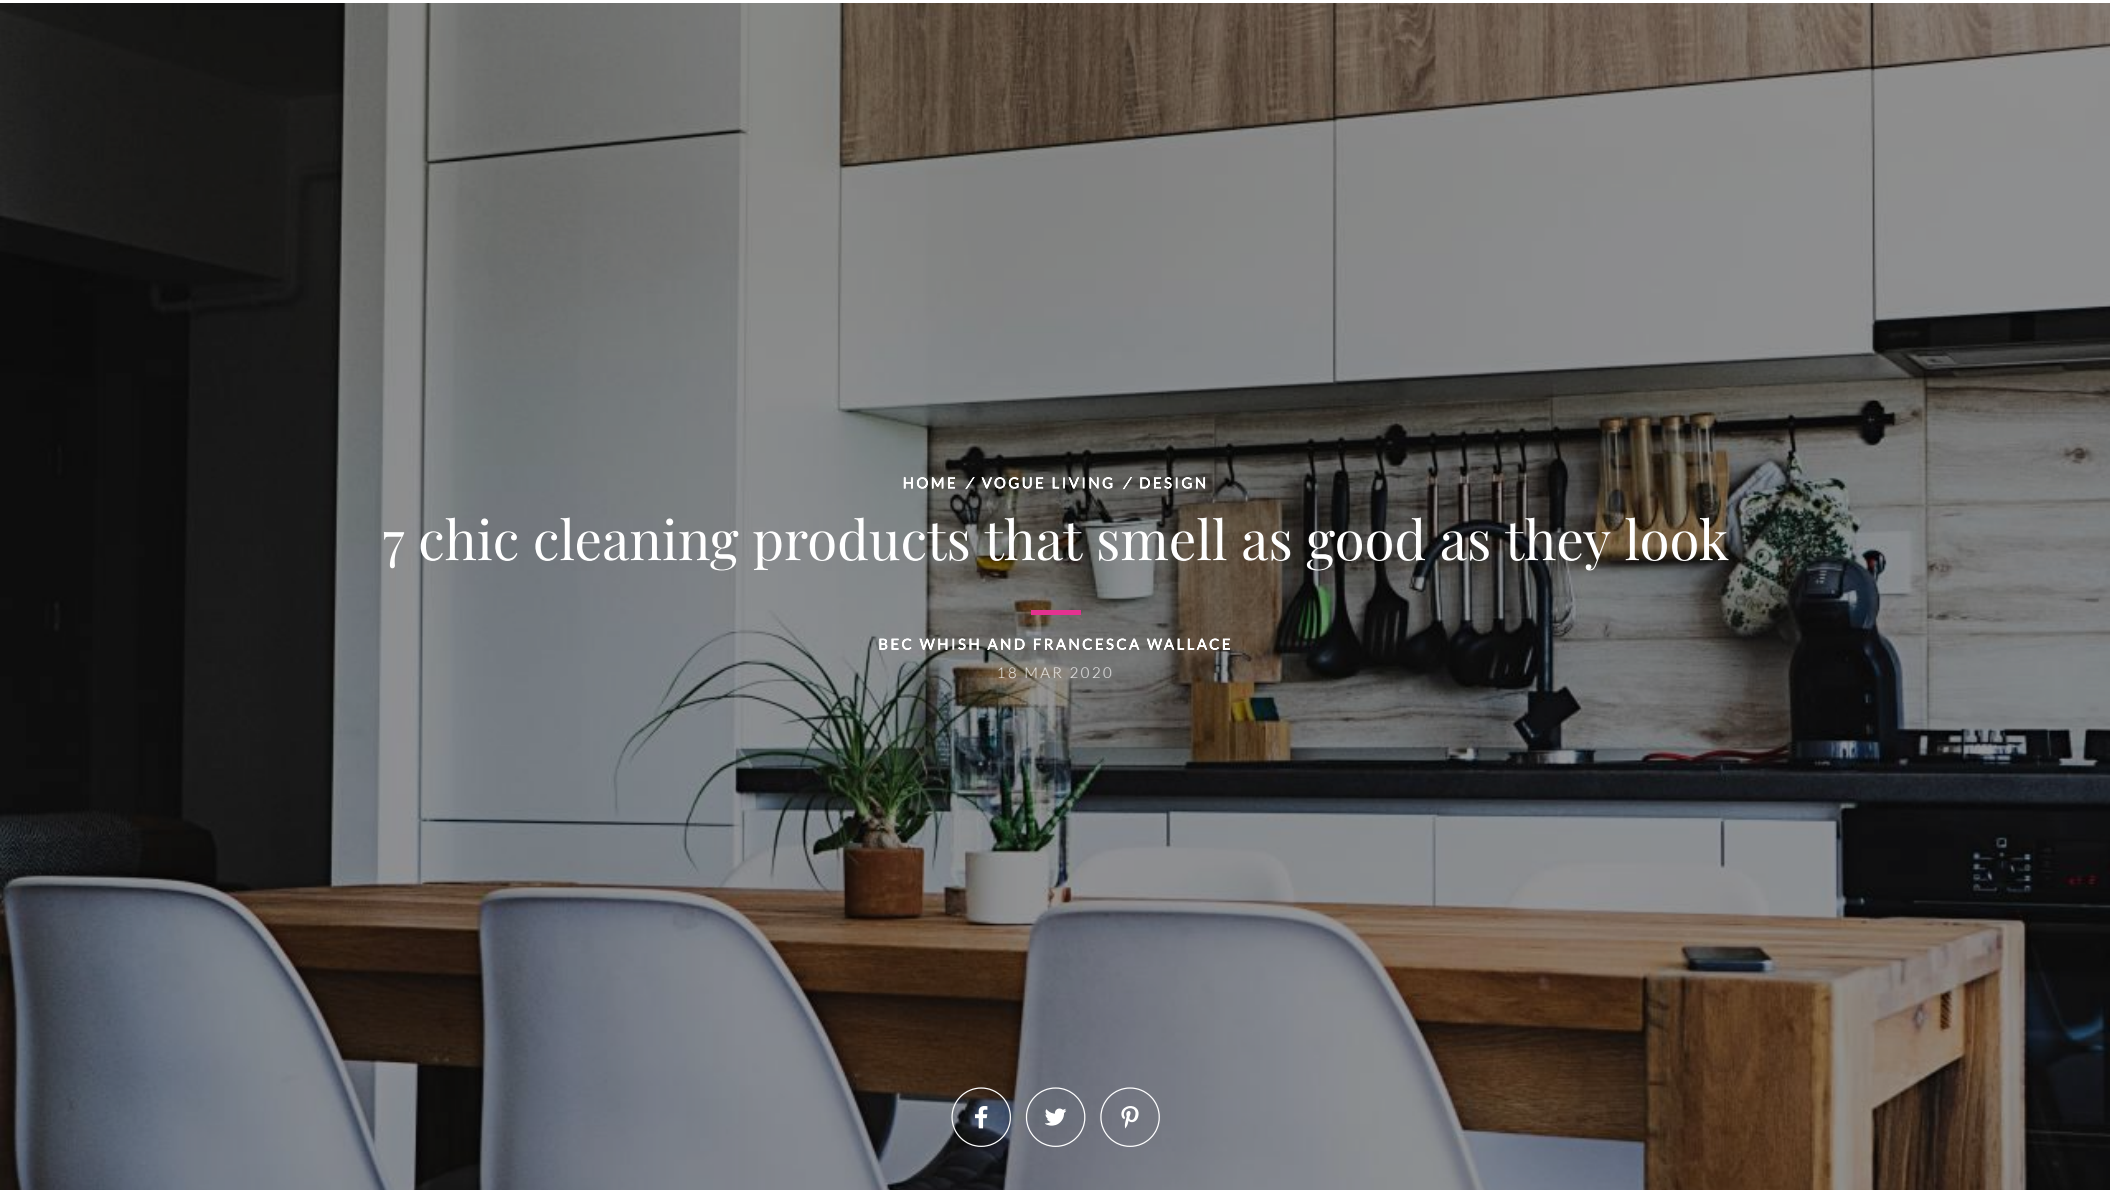 HOME / VOGUE LIVING / DESIGN
7 chic cleaning products that smell as good as they look
BEC WHISH AND FRANCESCA WALLACE
18 MAR 2020